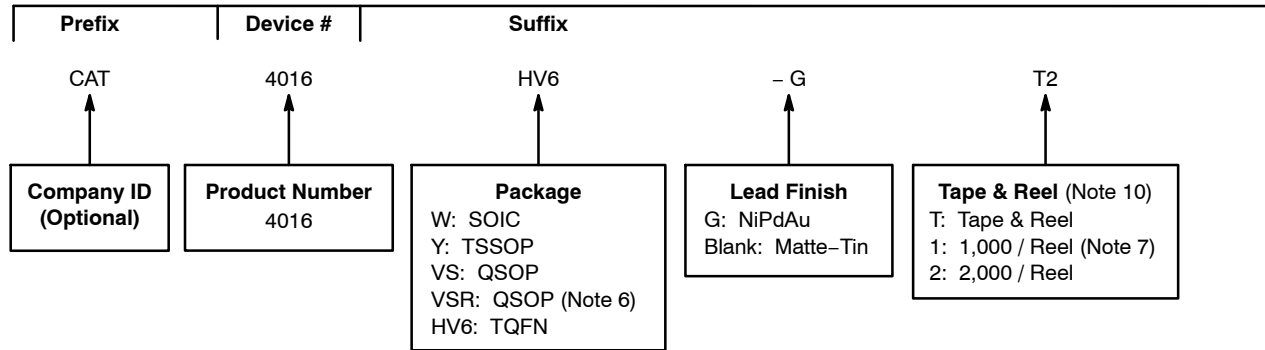 Prefix Device # Suffix
CAT 4016 HV6 – G T2
Company ID
(Optional)
Product Number
4016
Package
W: SOIC
Y: TSSOP
VS: QSOP
VSR: QSOP (Note 6)
HV6: TQFN
Lead Finish
G: NiPdAu
Blank: Matte−Tin
Tape & Reel (Note 10)
T: Tape & Reel
1: 1,000 / Reel (Note 7)
2: 2,000 / Reel